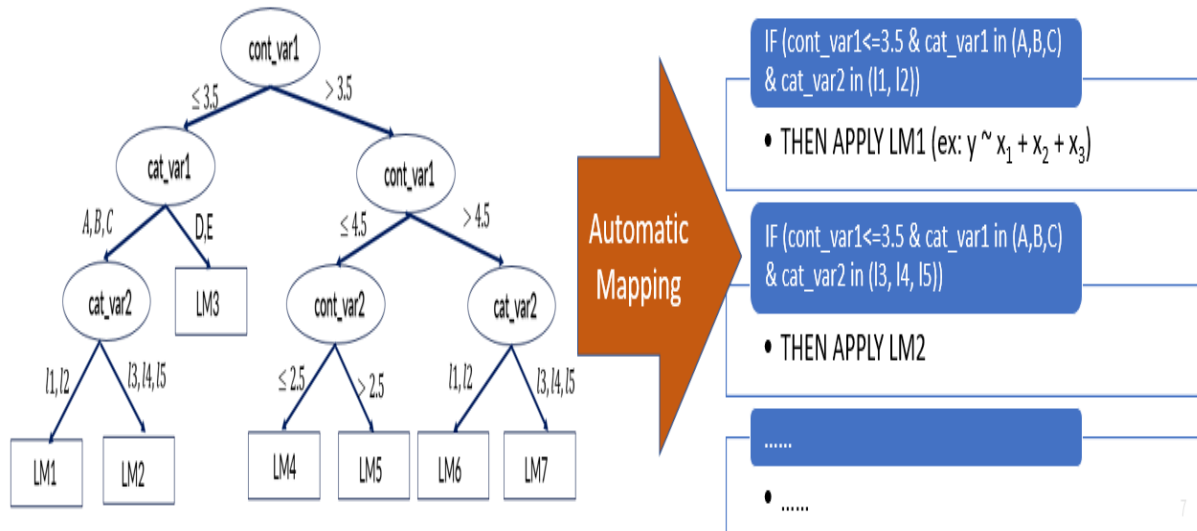 cont_var1
≤ 3.5
> 3.5
cat_var1
cont_var1
A,B,C
D,E
≤ 4.5
> 4.5
cat_var2
LM3
cont_var2
cat_var2
l1,l2
l3,l4,l5
≤ 2.5
> 2.5
l1,l2
l3,l4,l5
LM1
LM2
LM4
LM5
LM6
LM7
Automatic
Mapping
IF (cont_var1<=3.5 & cat_var1 in (A,B,C)
& cat_var2 in (l1, l2))
• THEN APPLY LM1 (ex: y ~ x₁ + x₂ + x₃)
IF (cont_var1<=3.5 & cat_var1 in (A,B,C)
& cat_var2 in (l3, l4, l5))
• THEN APPLY LM2
......
• ......
7